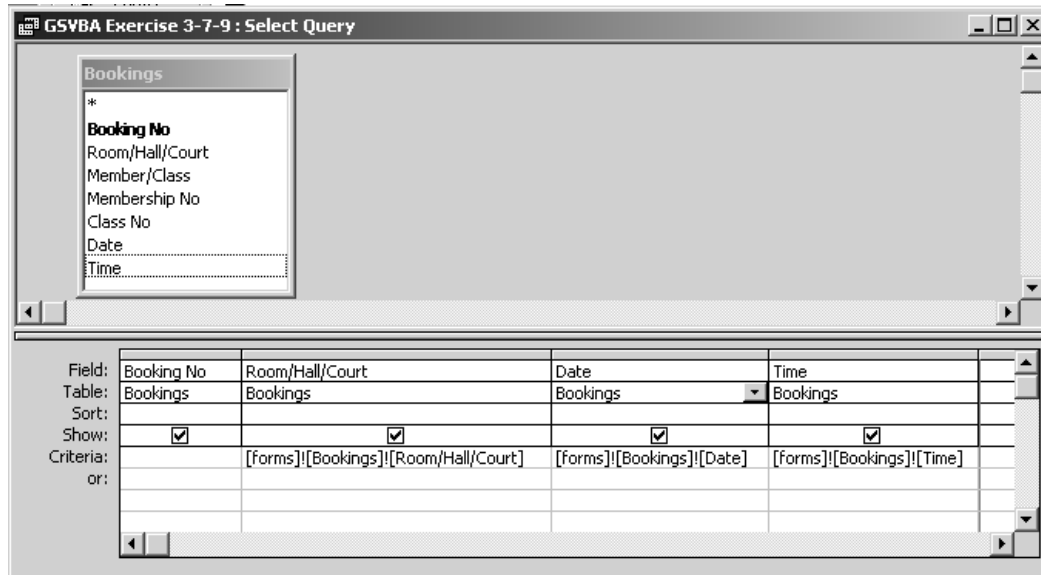 GSVBA Exercise 3-7-9 : Select Query
Bookings
*
Booking No
Room/Hall/Court
Member/Class
Membership No
Class No
Date
Time
Field: Booking No Room/Hall/Court Date Time
Table: Bookings Bookings Bookings Bookings
Sort:
Show:
Criteria: [forms]![Bookings]![Room/Hall/Court] [forms]![Bookings]![Date] [forms]![Bookings]![Time]
or: